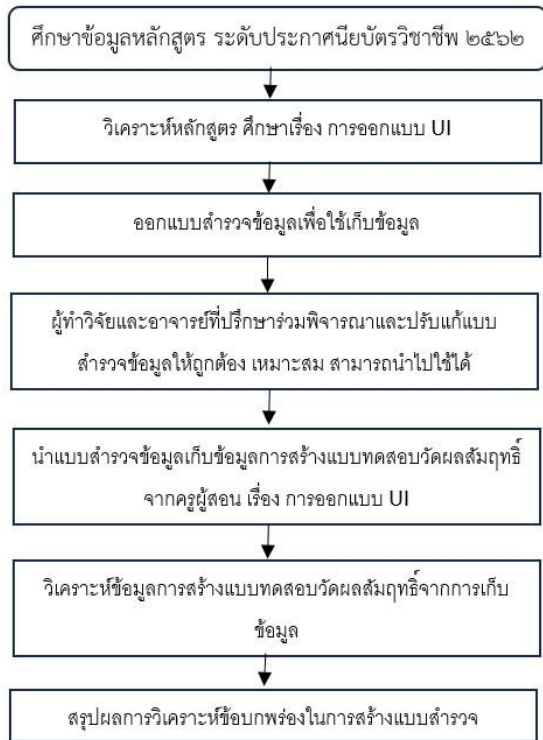 ศึกษาข้อมูลหลักสูตร ระดับประกาศนียบัตรวิชาชีพ ๒๕๖๒
วิเคราะห์หลักสูตร ศึกษาเรื่อง การออกแบบ UI
ออกแบบสำรวจข้อมูลเพื่อใช้เก็บข้อมูล
ผู้ทำวิจัยและอาจารย์ที่ปรึกษาร่วมพิจารณาและปรับแก้แบบ
สำรวจข้อมูลให้ถูกต้อง เหมาะสม สามารถนำไปใช้ได้
นำแบบสำรวจข้อมูลเก็บข้อมูลการสร้างแบบทดสอบวัดผลสัมฤทธิ์
จากครูผู้สอน เรื่อง การออกแบบ UI
วิเคราะห์ข้อมูลการสร้างแบบทดสอบวัดผลสัมฤทธิ์จากการเก็บ
ข้อมูล
สรุปผลการวิเคราะห์ข้อบกพร่องในการสร้างแบบสำรวจ